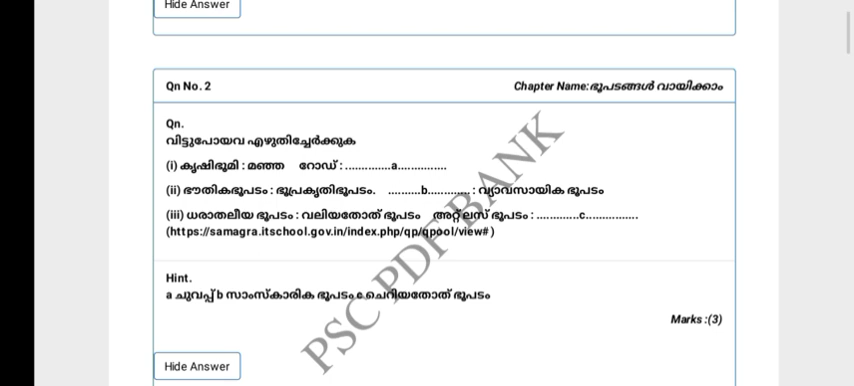 Hide Answer
Qn No. 2 Chapter Name:ഭൂപടങ്ങൾ വായിക്കാം
Qn.
വിട്ടുപോയവ എഴുതിച്ചേർക്കുക
(i) കൃഷിഭൂമി : മഞ്ഞ റോഡ് : ..............a...............
(ii) ഭൗതികഭൂപടം : ഭൂപ്രകൃതിഭൂപടം. ..........b............. : വ്യാവസായിക ഭൂപടം
(iii) ധരാതലീയ ഭൂപടം : വലിയതോത് ഭൂപടം അറ്റ്ലസ് ഭൂപടം : .............c................
(https://samagra.itschool.gov.in/index.php/qp/qpool/view#)
Hint.
a ചുവപ്പ് b സാംസ്കാരിക ഭൂപടം c ചെറിയതോത് ഭൂപടം
Marks :(3)
Hide Answer
PSC PDF BANK